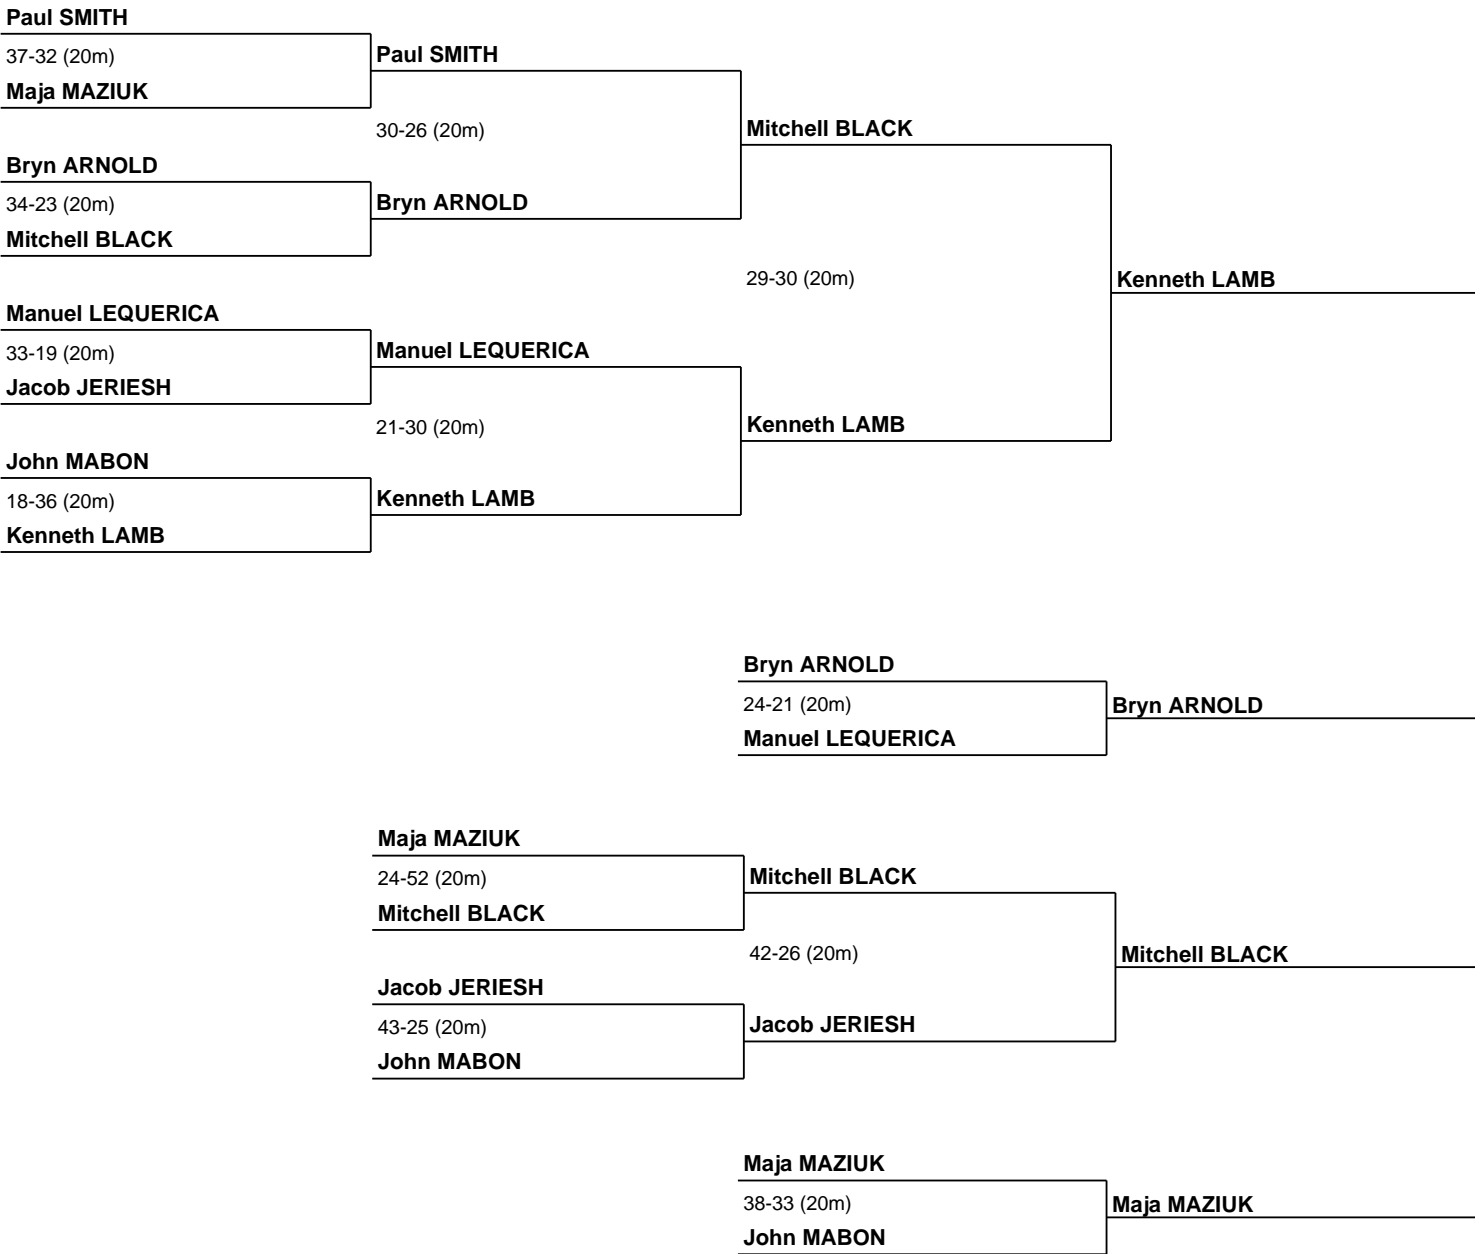 Paul SMITH
37-32 (20m)
Maja MAZIUK
Paul SMITH
30-26 (20m)
Bryn ARNOLD
34-23 (20m)
Mitchell BLACK
Bryn ARNOLD
Mitchell BLACK
29-30 (20m)
Kenneth LAMB
Manuel LEQUERICA
33-19 (20m)
Jacob JERIESH
Manuel LEQUERICA
21-30 (20m)
Kenneth LAMB
John MABON
18-36 (20m)
Kenneth LAMB
Kenneth LAMB
Bryn ARNOLD
24-21 (20m)
Manuel LEQUERICA
Bryn ARNOLD
Maja MAZIUK
24-52 (20m)
Mitchell BLACK
Mitchell BLACK
42-26 (20m)
Mitchell BLACK
Jacob JERIESH
43-25 (20m)
John MABON
Jacob JERIESH
Maja MAZIUK
38-33 (20m)
John MABON
Maja MAZIUK